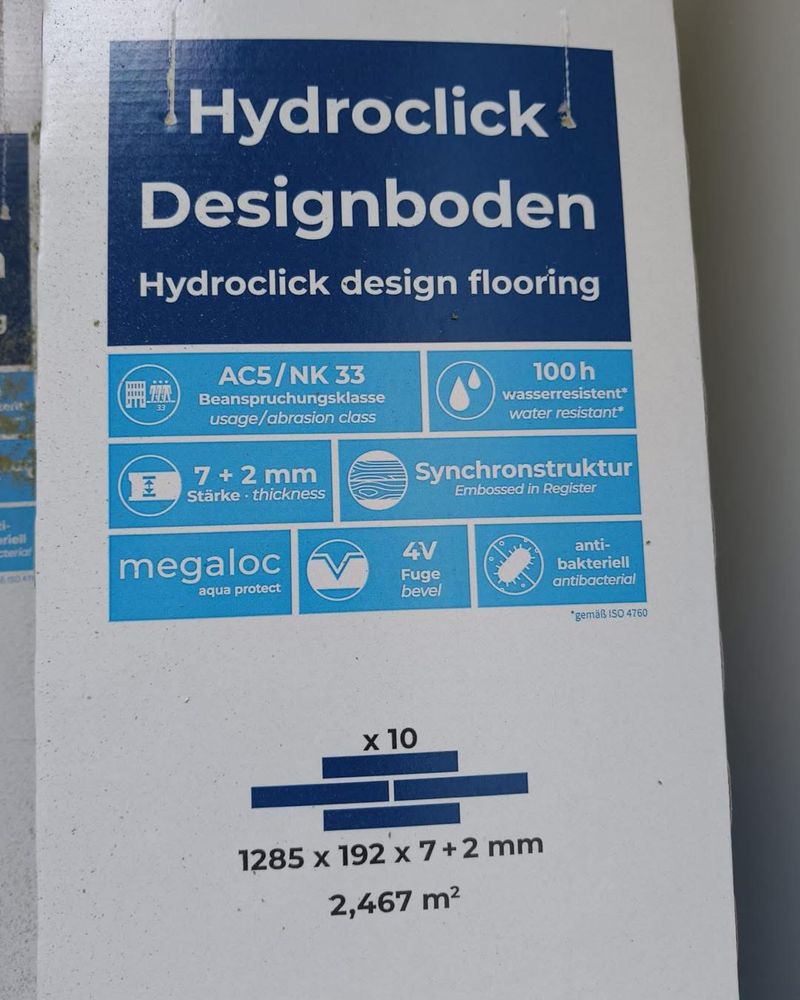 Hydroclick
Designboden
Hydroclick design flooring
AC5/NK 33
Beanspruchungsklasse
usage/abrasion class
33
100 h
wasserresistent*
water resistant*
7 + 2 mm
Stärke · thickness
Synchronstruktur
Embossed in Register
megaloc
aqua protect
4V
Fuge
bevel
anti-
bakteriell
antibacterial
*gemäß ISO 4760
x 10
1285 x 192 x 7 + 2 mm
2,467 m²